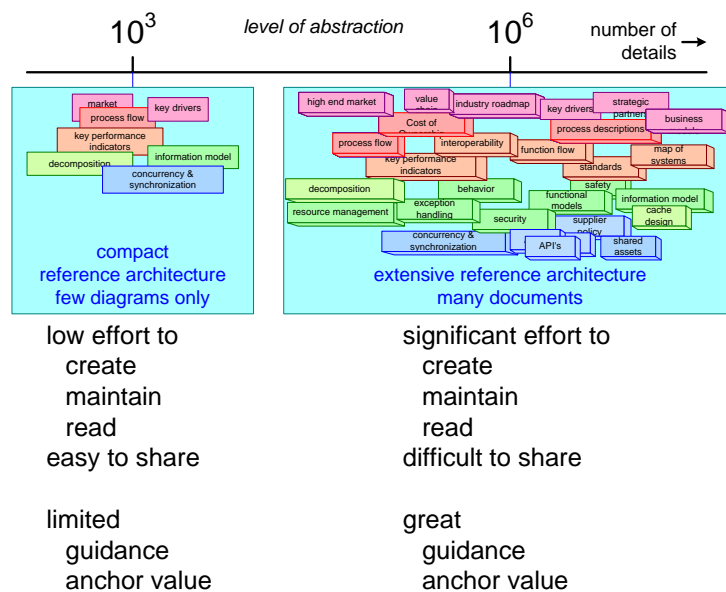 10³
level of abstraction
10⁶
number of
details
market
key drivers
process flow
key performance
indicators
decomposition
information model
concurrency &
synchronization
compact
reference architecture
few diagrams only
high end market
value
industry roadmap
key drivers
strategic
partners
business
Cost of
process descriptions
process flow
interoperability
function flow
map of
systems
key performance
indicators
standards
decomposition
behavior
safety
functional
models
information model
resource management
exception
handling
security
supplier
policy
cache
design
concurrency &
synchronization
API's
shared
assets
extensive reference architecture
many documents
low effort to
create
maintain
read
easy to share
limited
guidance
anchor value
significant effort to
create
maintain
read
difficult to share
great
guidance
anchor value